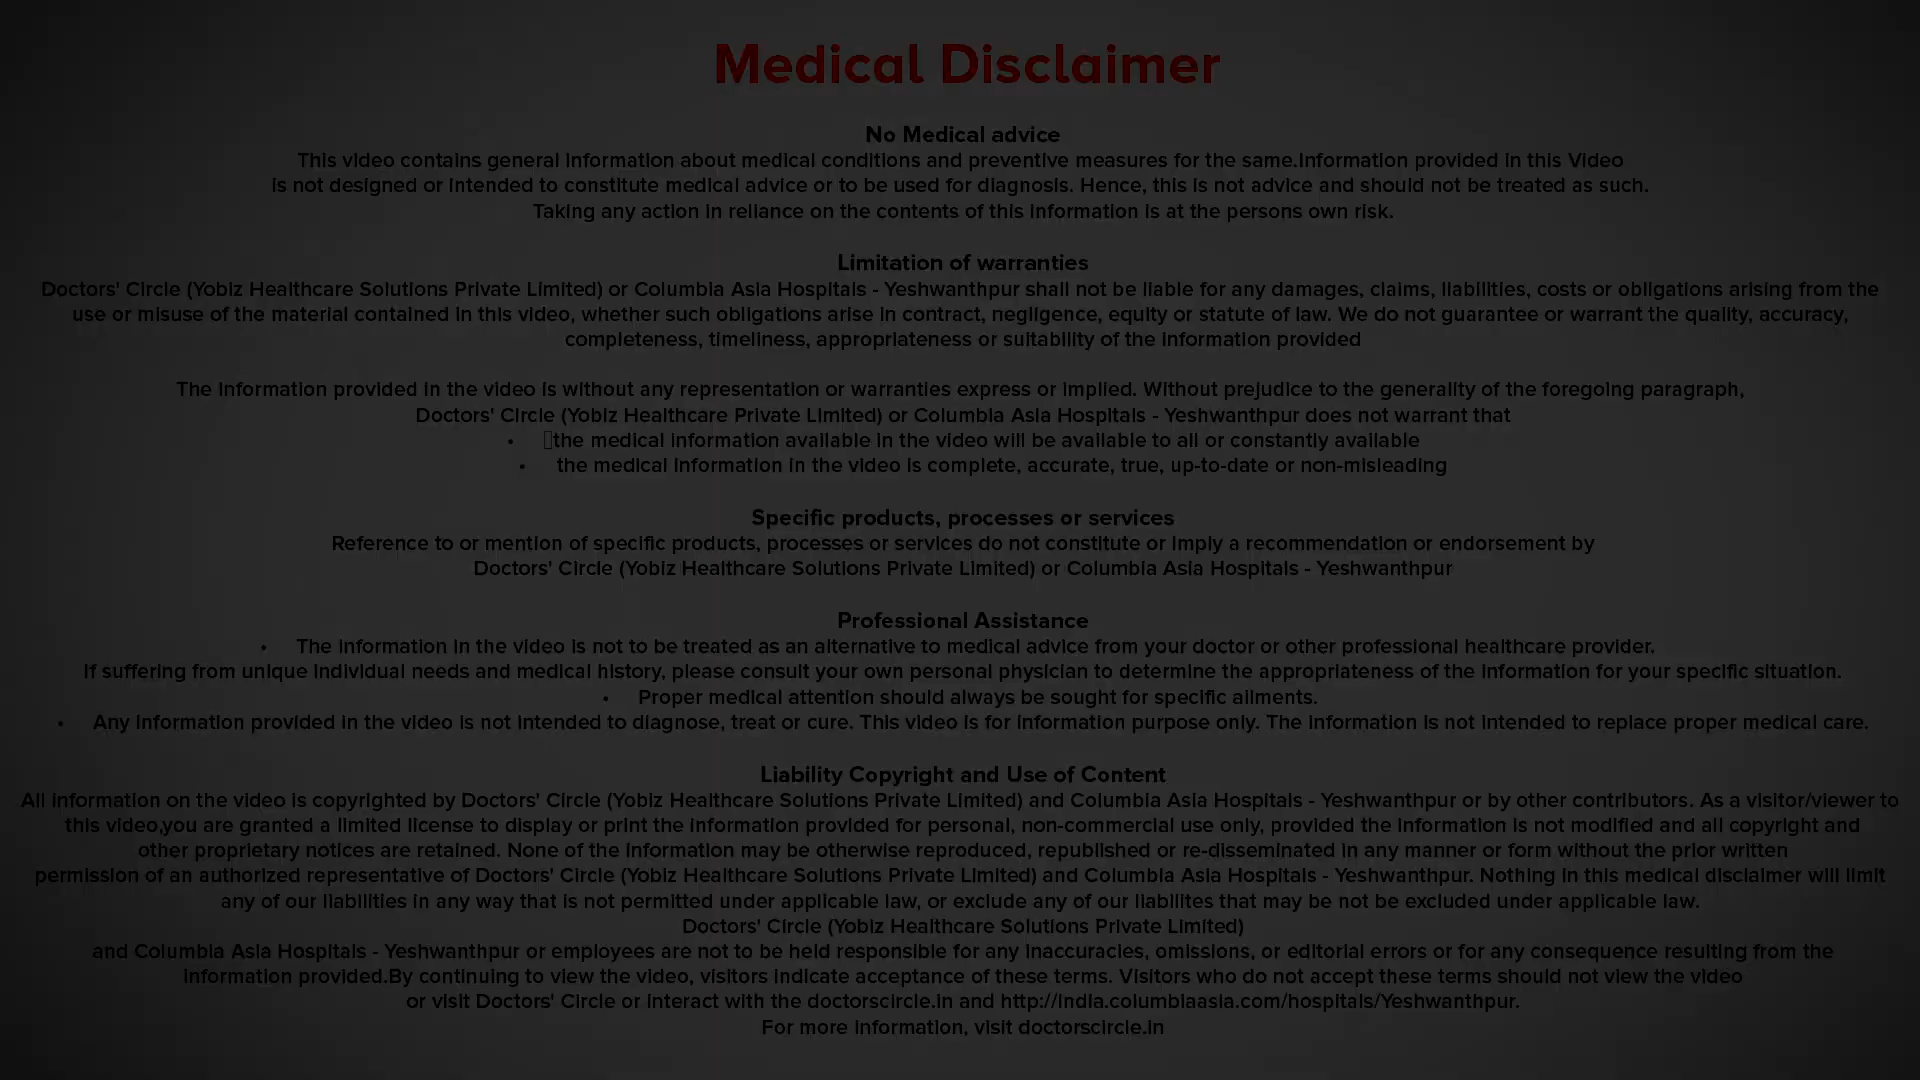 Medical Disclaimer
No Medical advice
This video contains general information about medical conditions and preventive measures for the same.Information provided in this Video
is not designed or intended to constitute medical advice or to be used for diagnosis. Hence, this is not advice and should not be treated as such.
Taking any action in reliance on the contents of this information is at the persons own risk.
Limitation of warranties
Doctors' Circle (Yobiz Healthcare Solutions Private Limited) or Columbia Asia Hospitals - Yeshwanthpur shall not be liable for any damages, claims, liabilities, costs or obligations arising from the
use or misuse of the material contained in this video, whether such obligations arise in contract, negligence, equity or statute of law. We do not guarantee or warrant the quality, accuracy,
completeness, timeliness, appropriateness or suitability of the information provided
The information provided in the video is without any representation or warranties express or implied. Without prejudice to the generality of the foregoing paragraph,
Doctors' Circle (Yobiz Healthcare Private Limited) or Columbia Asia Hospitals - Yeshwanthpur does not warrant that
• the medical information available in the video will be available to all or constantly available
• the medical information in the video is complete, accurate, true, up-to-date or non-misleading
Specific products, processes or services
Reference to or mention of specific products, processes or services do not constitute or imply a recommendation or endorsement by
Doctors' Circle (Yobiz Healthcare Solutions Private Limited) or Columbia Asia Hospitals - Yeshwanthpur
Professional Assistance
• The information in the video is not to be treated as an alternative to medical advice from your doctor or other professional healthcare provider.
If suffering from unique individual needs and medical history, please consult your own personal physician to determine the appropriateness of the information for your specific situation.
• Proper medical attention should always be sought for specific ailments.
• Any information provided in the video is not intended to diagnose, treat or cure. This video is for information purpose only. The information is not intended to replace proper medical care.
Liability Copyright and Use of Content
All information on the video is copyrighted by Doctors' Circle (Yobiz Healthcare Solutions Private Limited) and Columbia Asia Hospitals - Yeshwanthpur or by other contributors. As a visitor/viewer to
this video,you are granted a limited license to display or print the information provided for personal, non-commercial use only, provided the information is not modified and all copyright and
other proprietary notices are retained. None of the information may be otherwise reproduced, republished or re-disseminated in any manner or form without the prior written
permission of an authorized representative of Doctors' Circle (Yobiz Healthcare Solutions Private Limited) and Columbia Asia Hospitals - Yeshwanthpur. Nothing in this medical disclaimer will limit
any of our liabilities in any way that is not permitted under applicable law, or exclude any of our liabilites that may be not be excluded under applicable law.
Doctors' Circle (Yobiz Healthcare Solutions Private Limited)
and Columbia Asia Hospitals - Yeshwanthpur or employees are not to be held responsible for any inaccuracies, omissions, or editorial errors or for any consequence resulting from the
information provided.By continuing to view the video, visitors indicate acceptance of these terms. Visitors who do not accept these terms should not view the video
or visit Doctors' Circle or interact with the doctorscircle.in and http://india.columbiaasia.com/hospitals/Yeshwanthpur.
For more information, visit doctorscircle.in